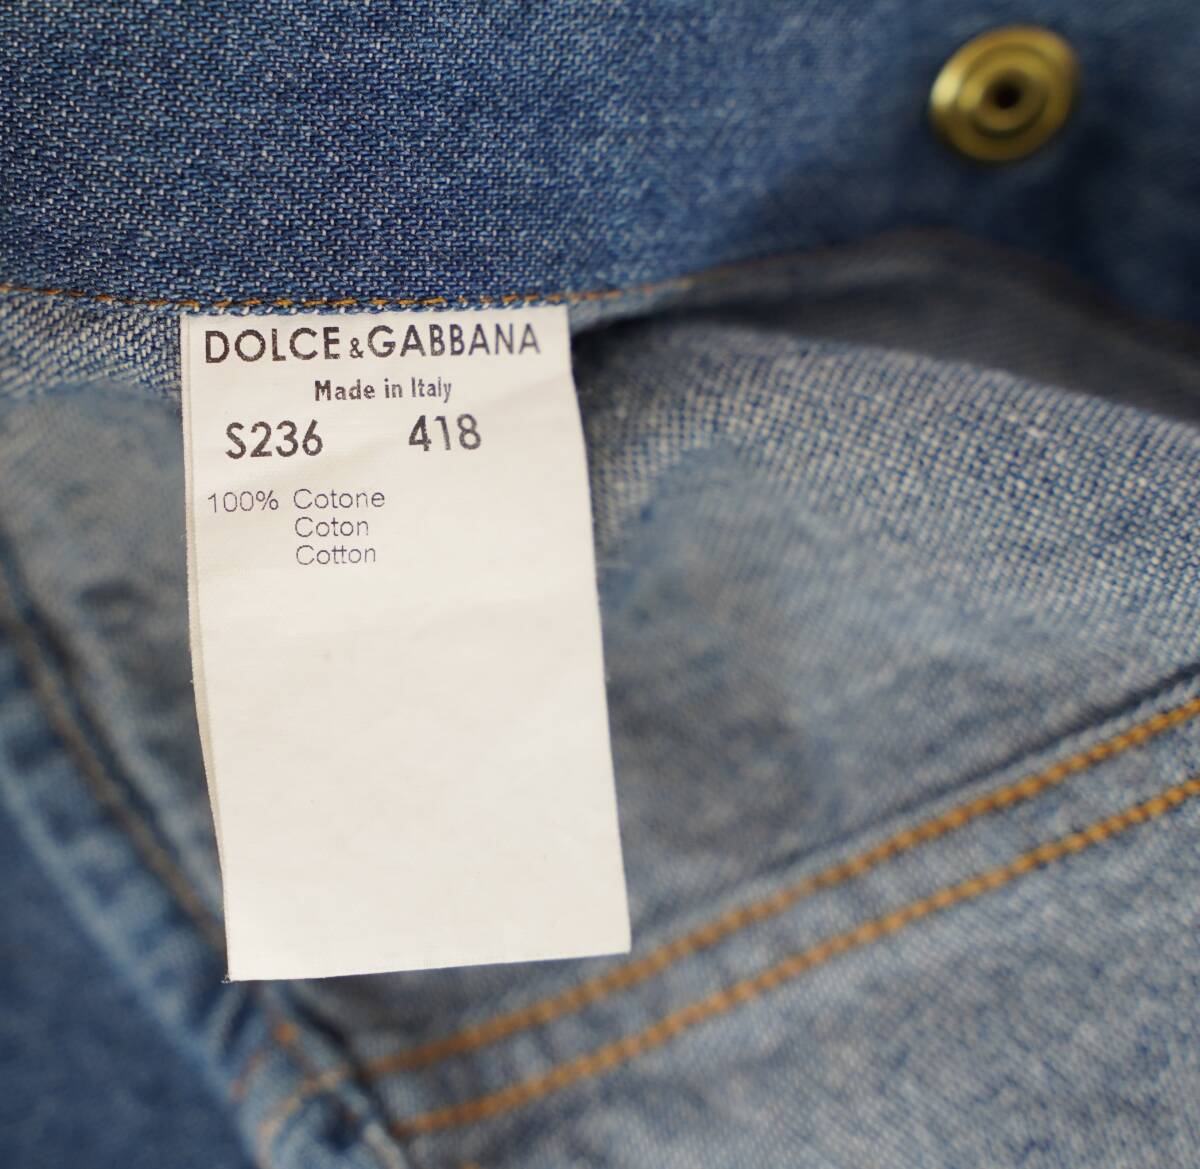 DOLCE & GABBANA
Made in Italy
S236 418
100% Cotone
Coton
Cotton